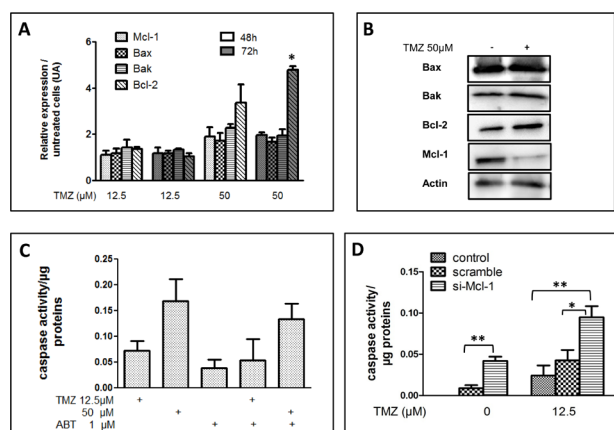 A
Mcl-1
Bax
Bak
Bcl-2
48h
72h
*
Relative expression /
untreated cells (UA)
6
4
2
0
TMZ (μM) 12.5 12.5 50 50
B
TMZ 50μM - +
Bax
Bak
Bcl-2
Mcl-1
Actin
C
caspase activity/μg
proteins
0.25
0.20
0.15
0.10
0.05
0.00
TMZ 12.5μM + +
50 μM + +
ABT 1 μM + + +
D
control
scramble
si-Mcl-1
caspase activity/
μg proteins
0.15
0.10
0.05
0.00
**
**
*
TMZ (μM) 0 12.5